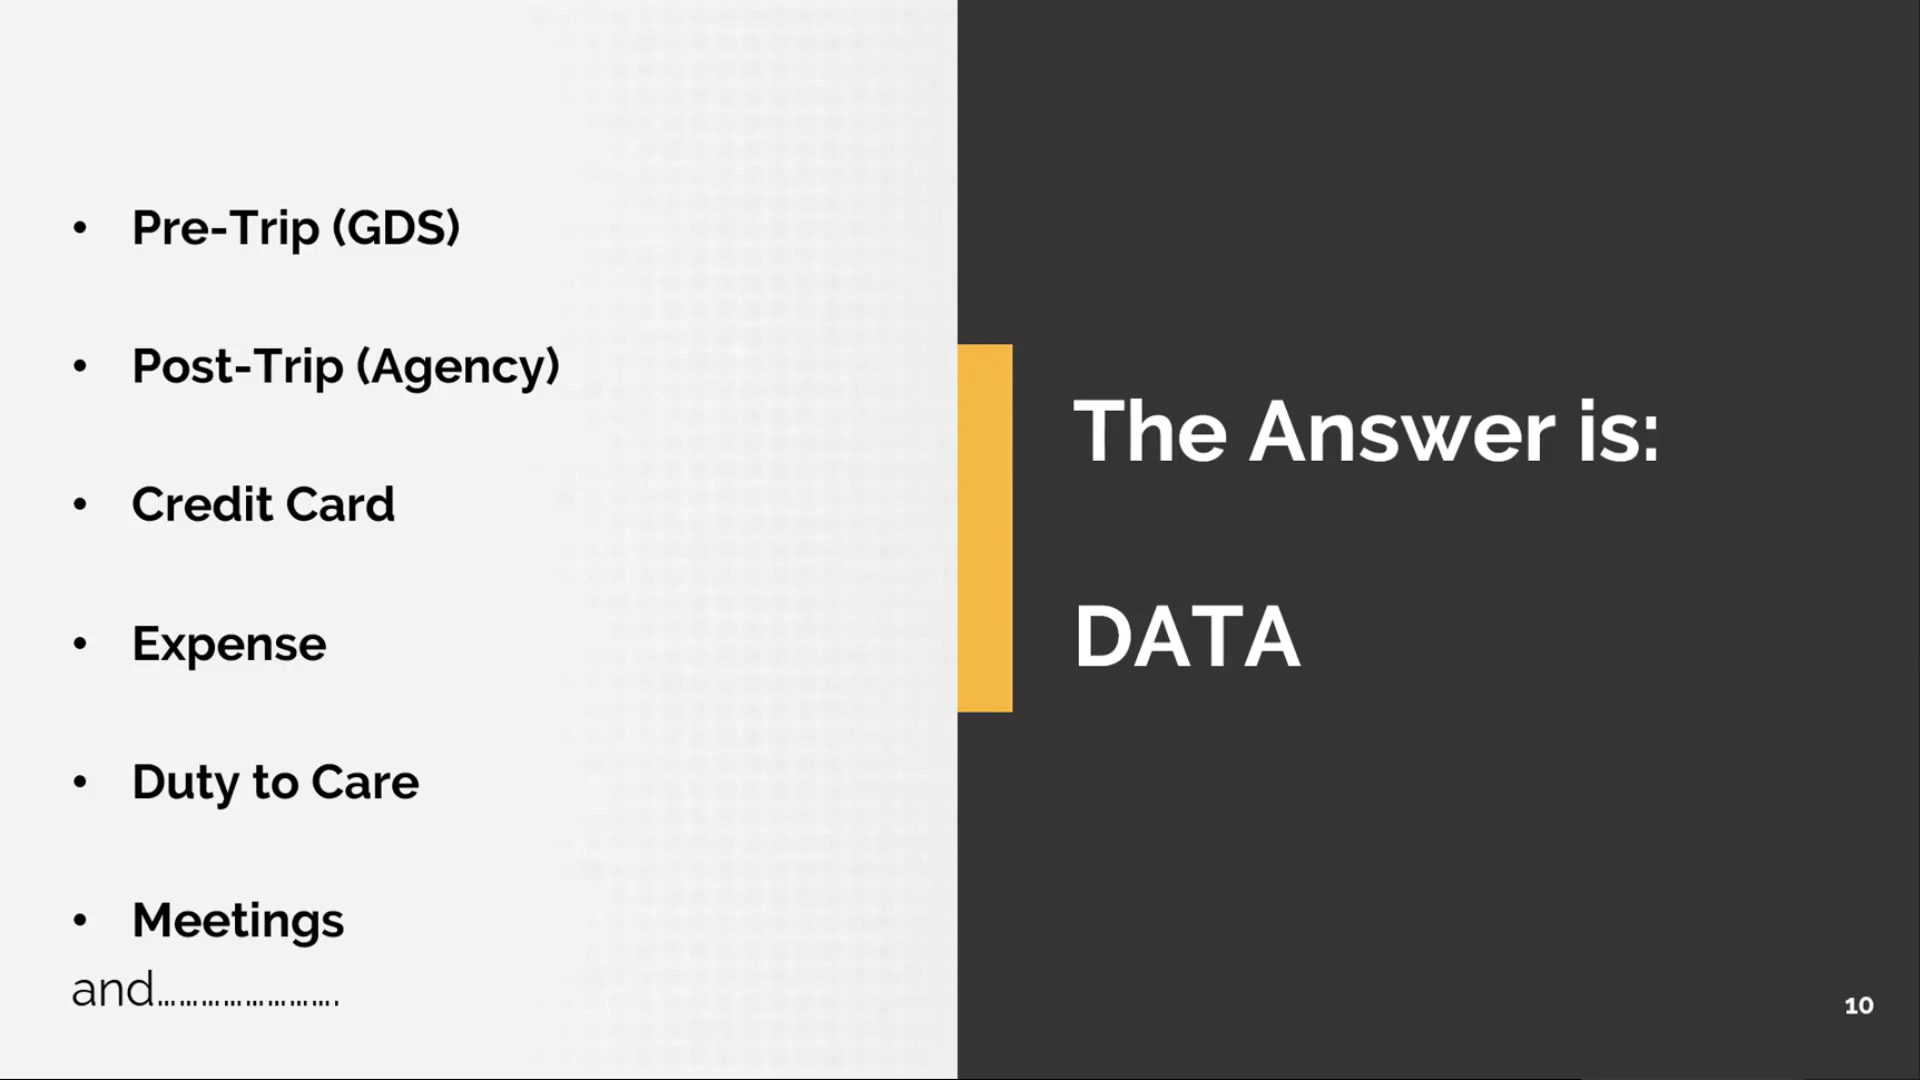 • Pre-Trip (GDS)
• Post-Trip (Agency)
• Credit Card
• Expense
• Duty to Care
• Meetings
and…………………….
The Answer is:
DATA
10